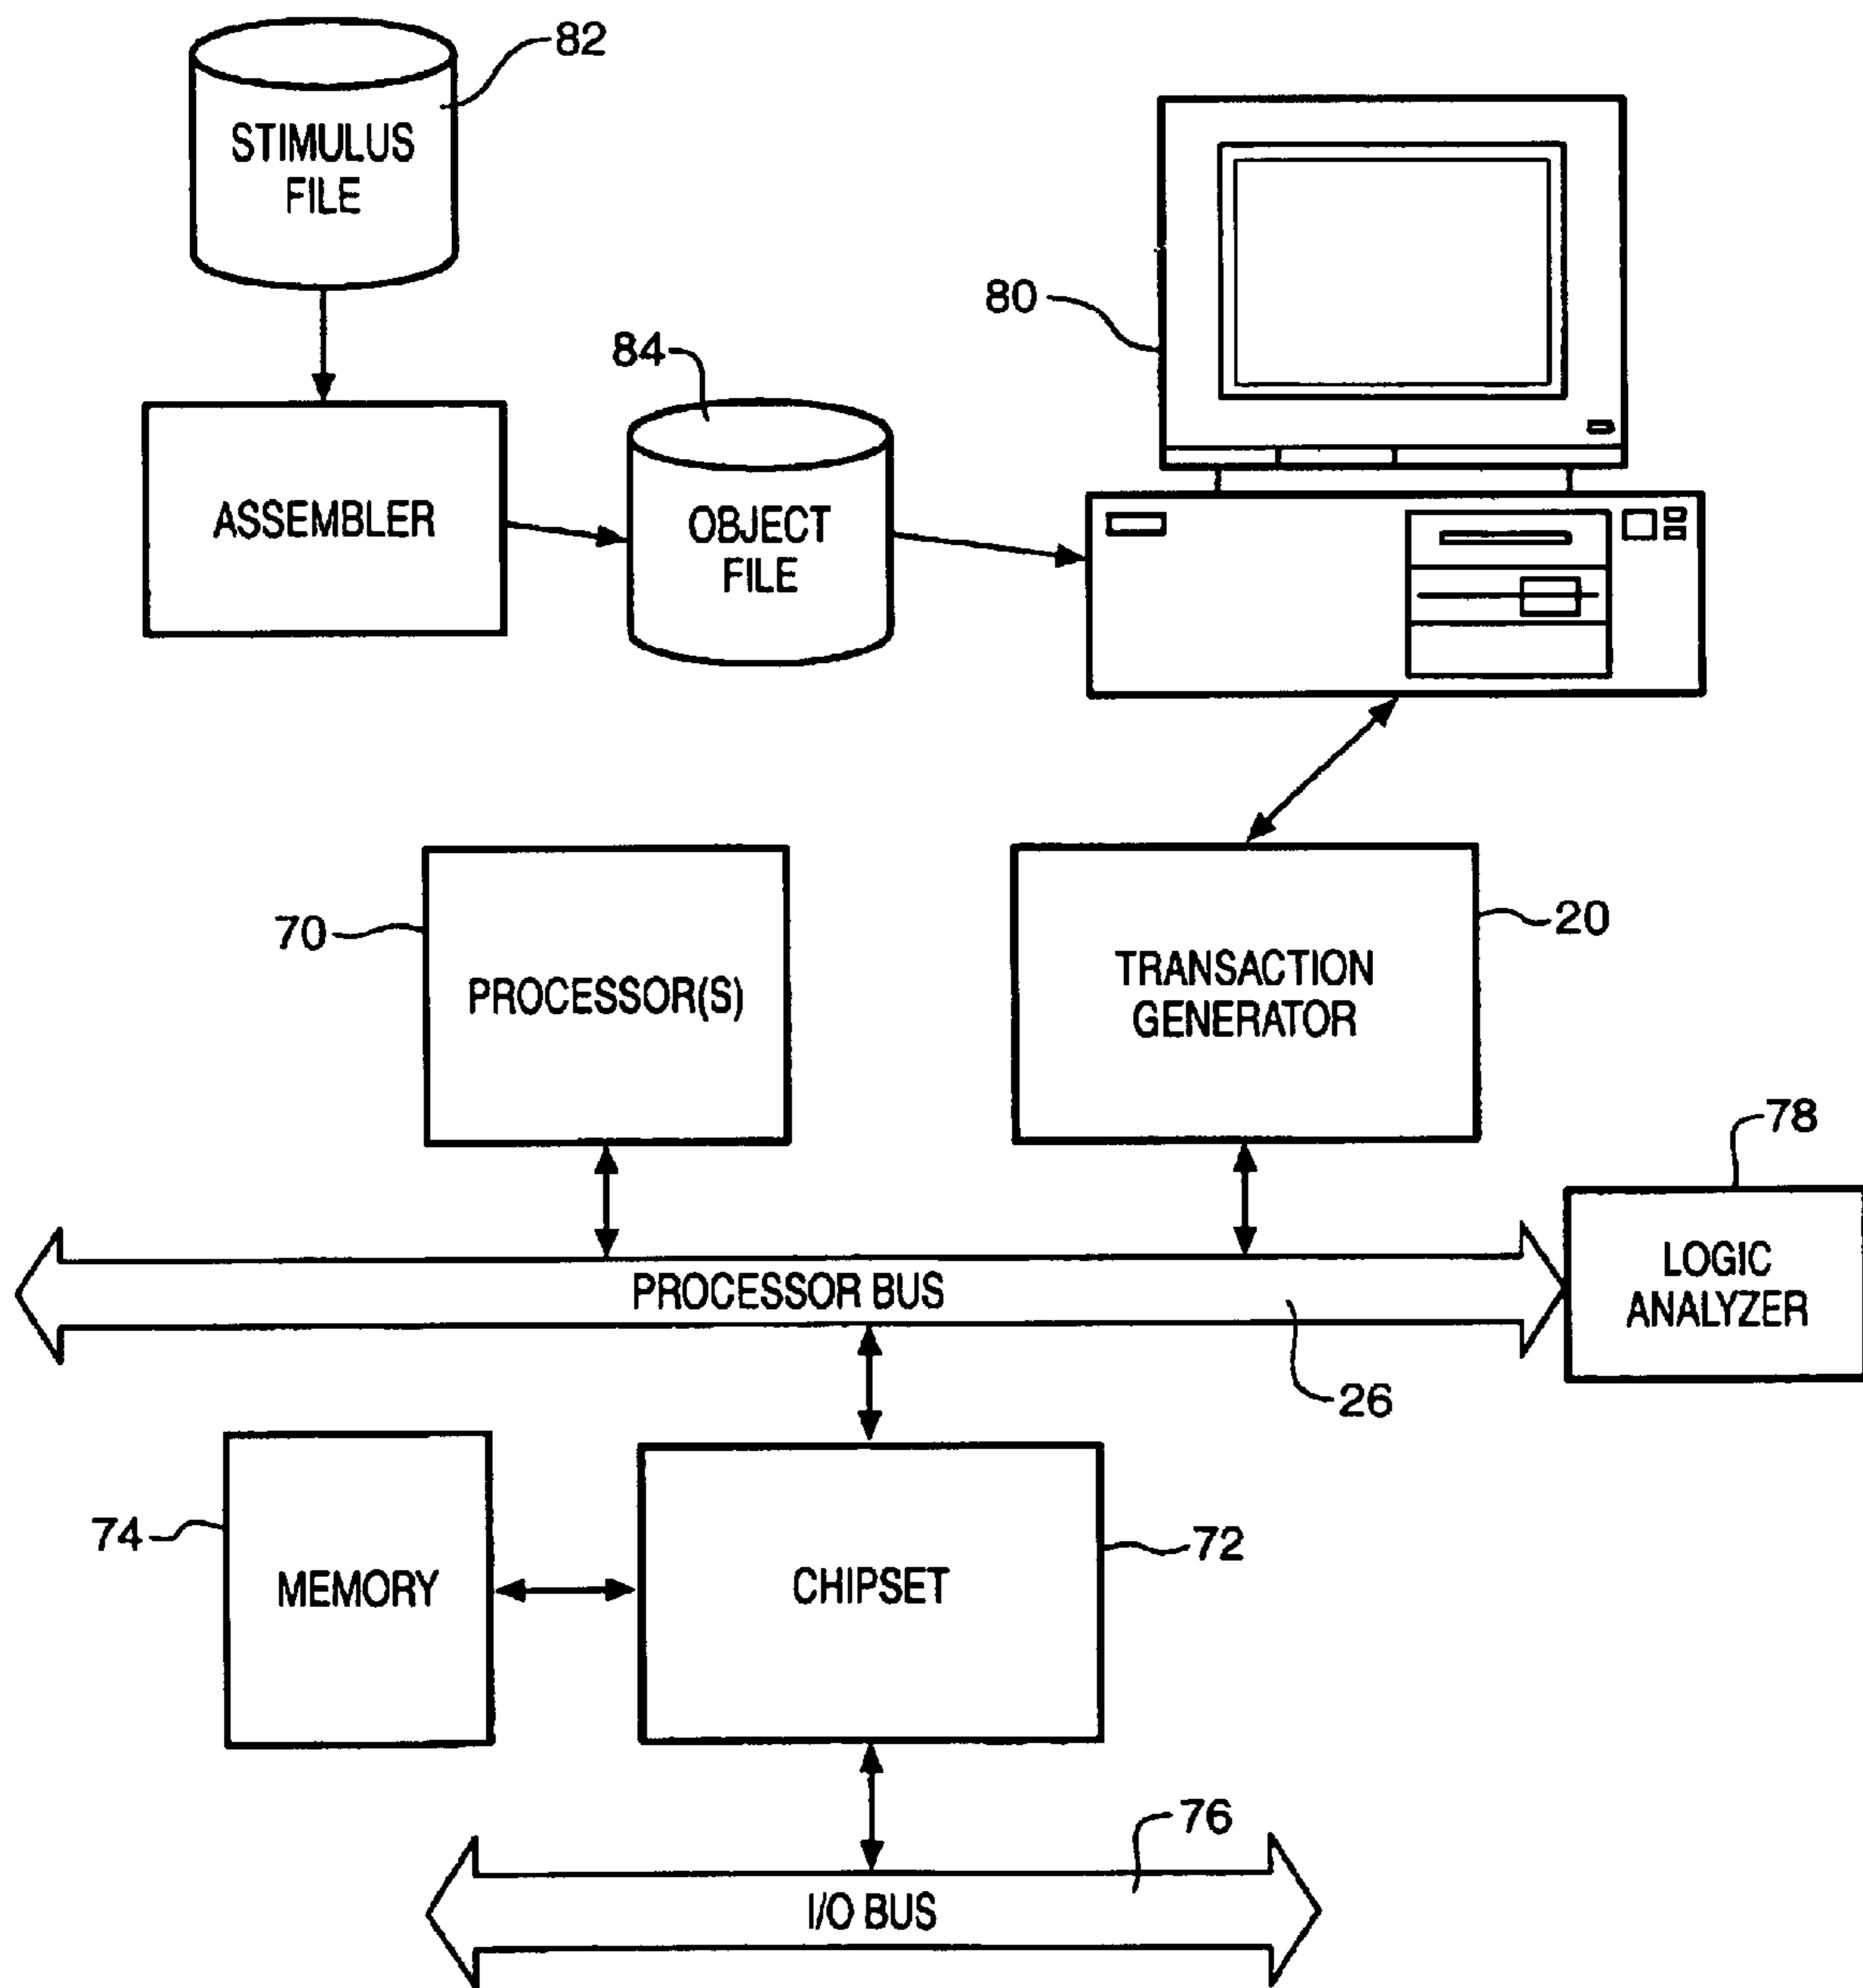 82
STIMULUS
FILE
80
84
ASSEMBLER
OBJECT
FILE
70
PROCESSOR(S)
TRANSACTION
GENERATOR
20
78
LOGIC
ANALYZER
PROCESSOR BUS
26
74
MEMORY
CHIPSET
72
76
I/O BUS